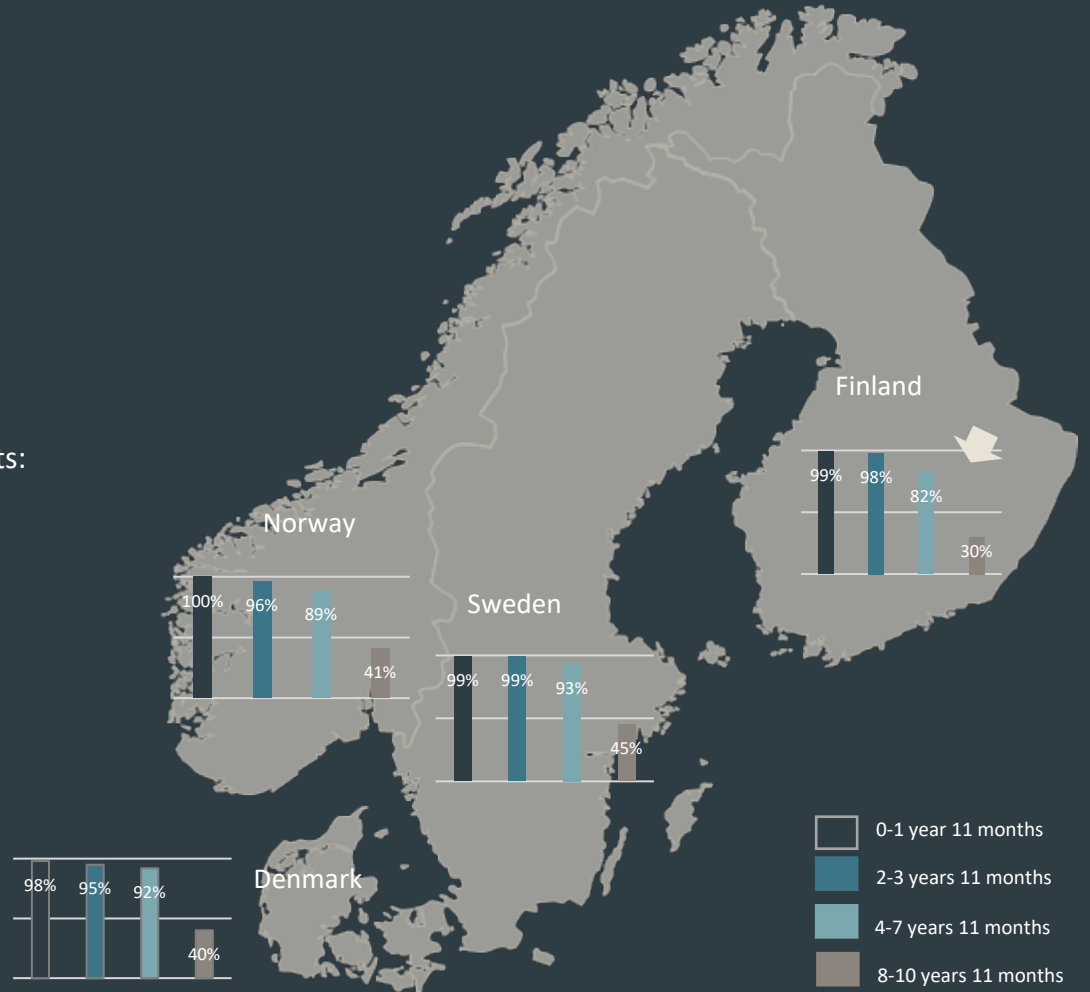 Finland
99%
98%
82%
30%
ts:
Norway
100%
96%
89%
41%
Sweden
99%
99%
93%
45%
Denmark
98%
95%
92%
40%
0-1 year 11 months
2-3 years 11 months
4-7 years 11 months
8-10 years 11 months